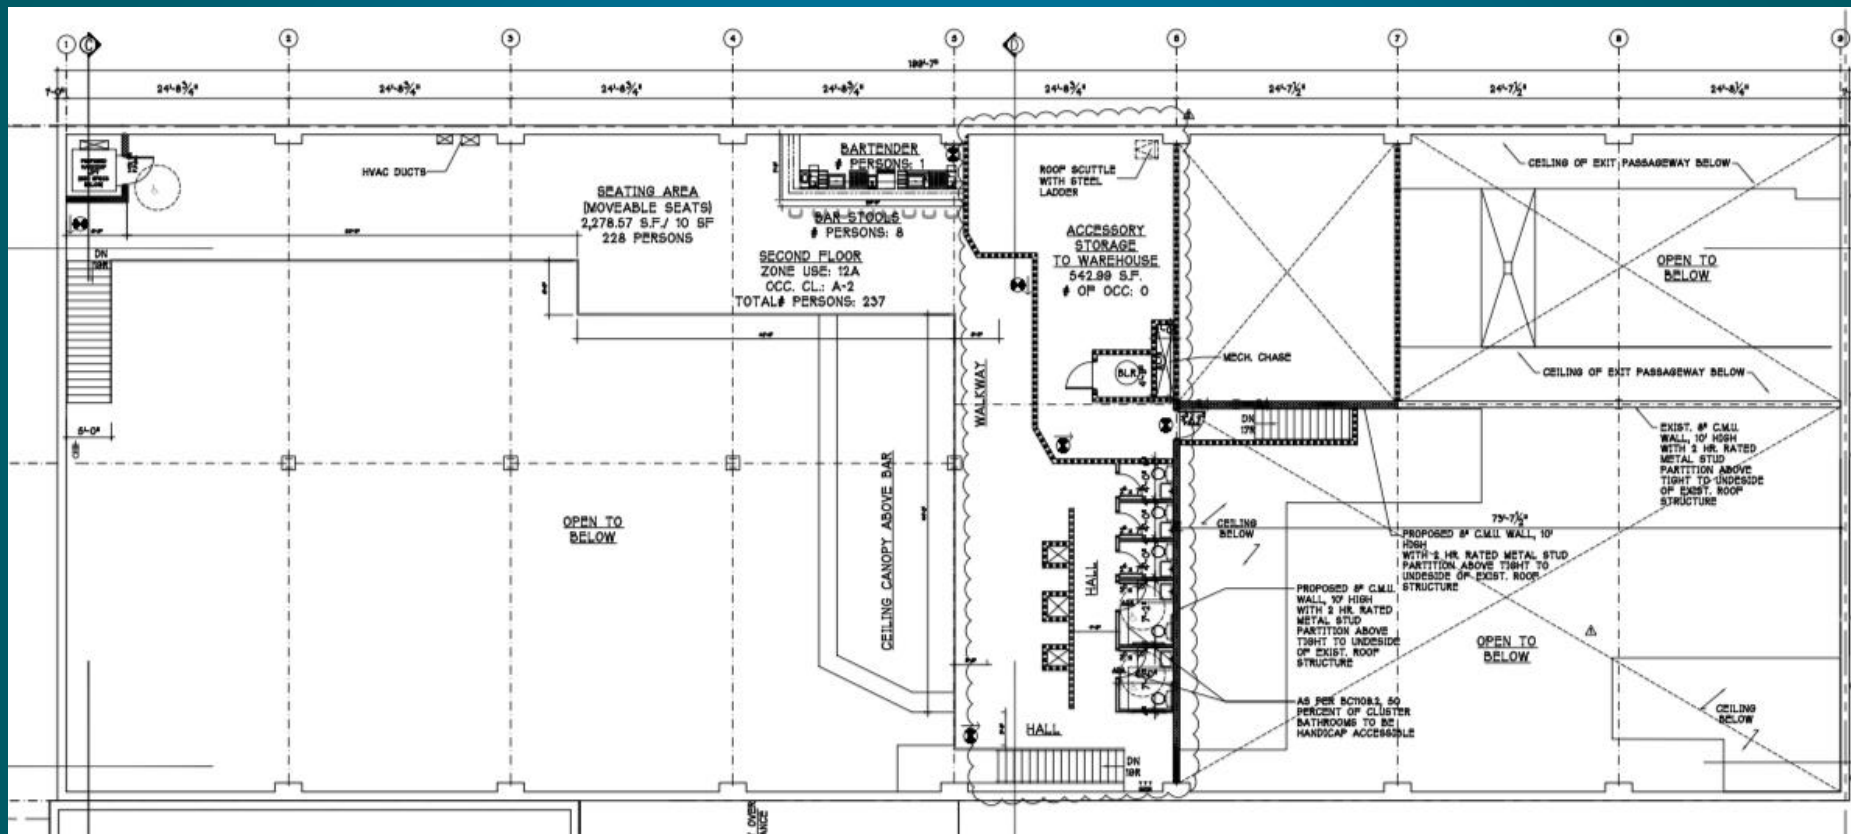 1
C
2
3
4
5
D
6
7
8
9
199'-7"
24'-8¾"
24'-8¾"
24'-8¾"
24'-8¾"
24'-8¾"
24'-7½"
24'-7½"
24'-8¼"
HVAC DUCTS
SEATING AREA
(MOVEABLE SEATS)
2,278.57 S.F./ 10 SF
228 PERSONS
BARTENDER
# PERSONS: 1
BAR STOOLS
# PERSONS: 8
SECOND FLOOR
ZONE USE: 12A
OCC. CL.: A-2
TOTAL# PERSONS: 237
ROOF SCUTTLE
WITH STEEL
LADDER
ACCESSORY
STORAGE
TO WAREHOUSE
542.99 S.F.
# OF OCC: 0
CEILING OF EXIT PASSAGEWAY BELOW
OPEN TO
BELOW
CEILING OF EXIT PASSAGEWAY BELOW
DN
19R
5'-0"
MECH. CHASE
BLR.
WALKWAY
DN
17R
EXIST. 8" C.M.U.
WALL, 10' HIGH
WITH 2 HR. RATED
METAL STUD
PARTITION ABOVE
TIGHT TO UNDESIDE
OF EXIST. ROOF
STRUCTURE
OPEN TO
BELOW
CEILING CANOPY ABOVE BAR
HALL
CEILING
BELOW
73'-7½"
PROPOSED 8" C.M.U. WALL, 10'
HIGH
WITH 2 HR. RATED METAL STUD
PARTITION ABOVE TIGHT TO
UNDESIDE OF EXIST. ROOF
STRUCTURE
PROPOSED 8" C.M.U.
WALL, 10' HIGH
WITH 2 HR. RATED
METAL STUD
PARTITION ABOVE
TIGHT TO UNDESIDE
OF EXIST. ROOF
STRUCTURE
OPEN TO
BELOW
AS PER BC1109.2, 50
PERCENT OF CLUSTER
BATHROOMS TO BE
HANDICAP ACCESSIBLE
CEILING
BELOW
HALL
DN
19R